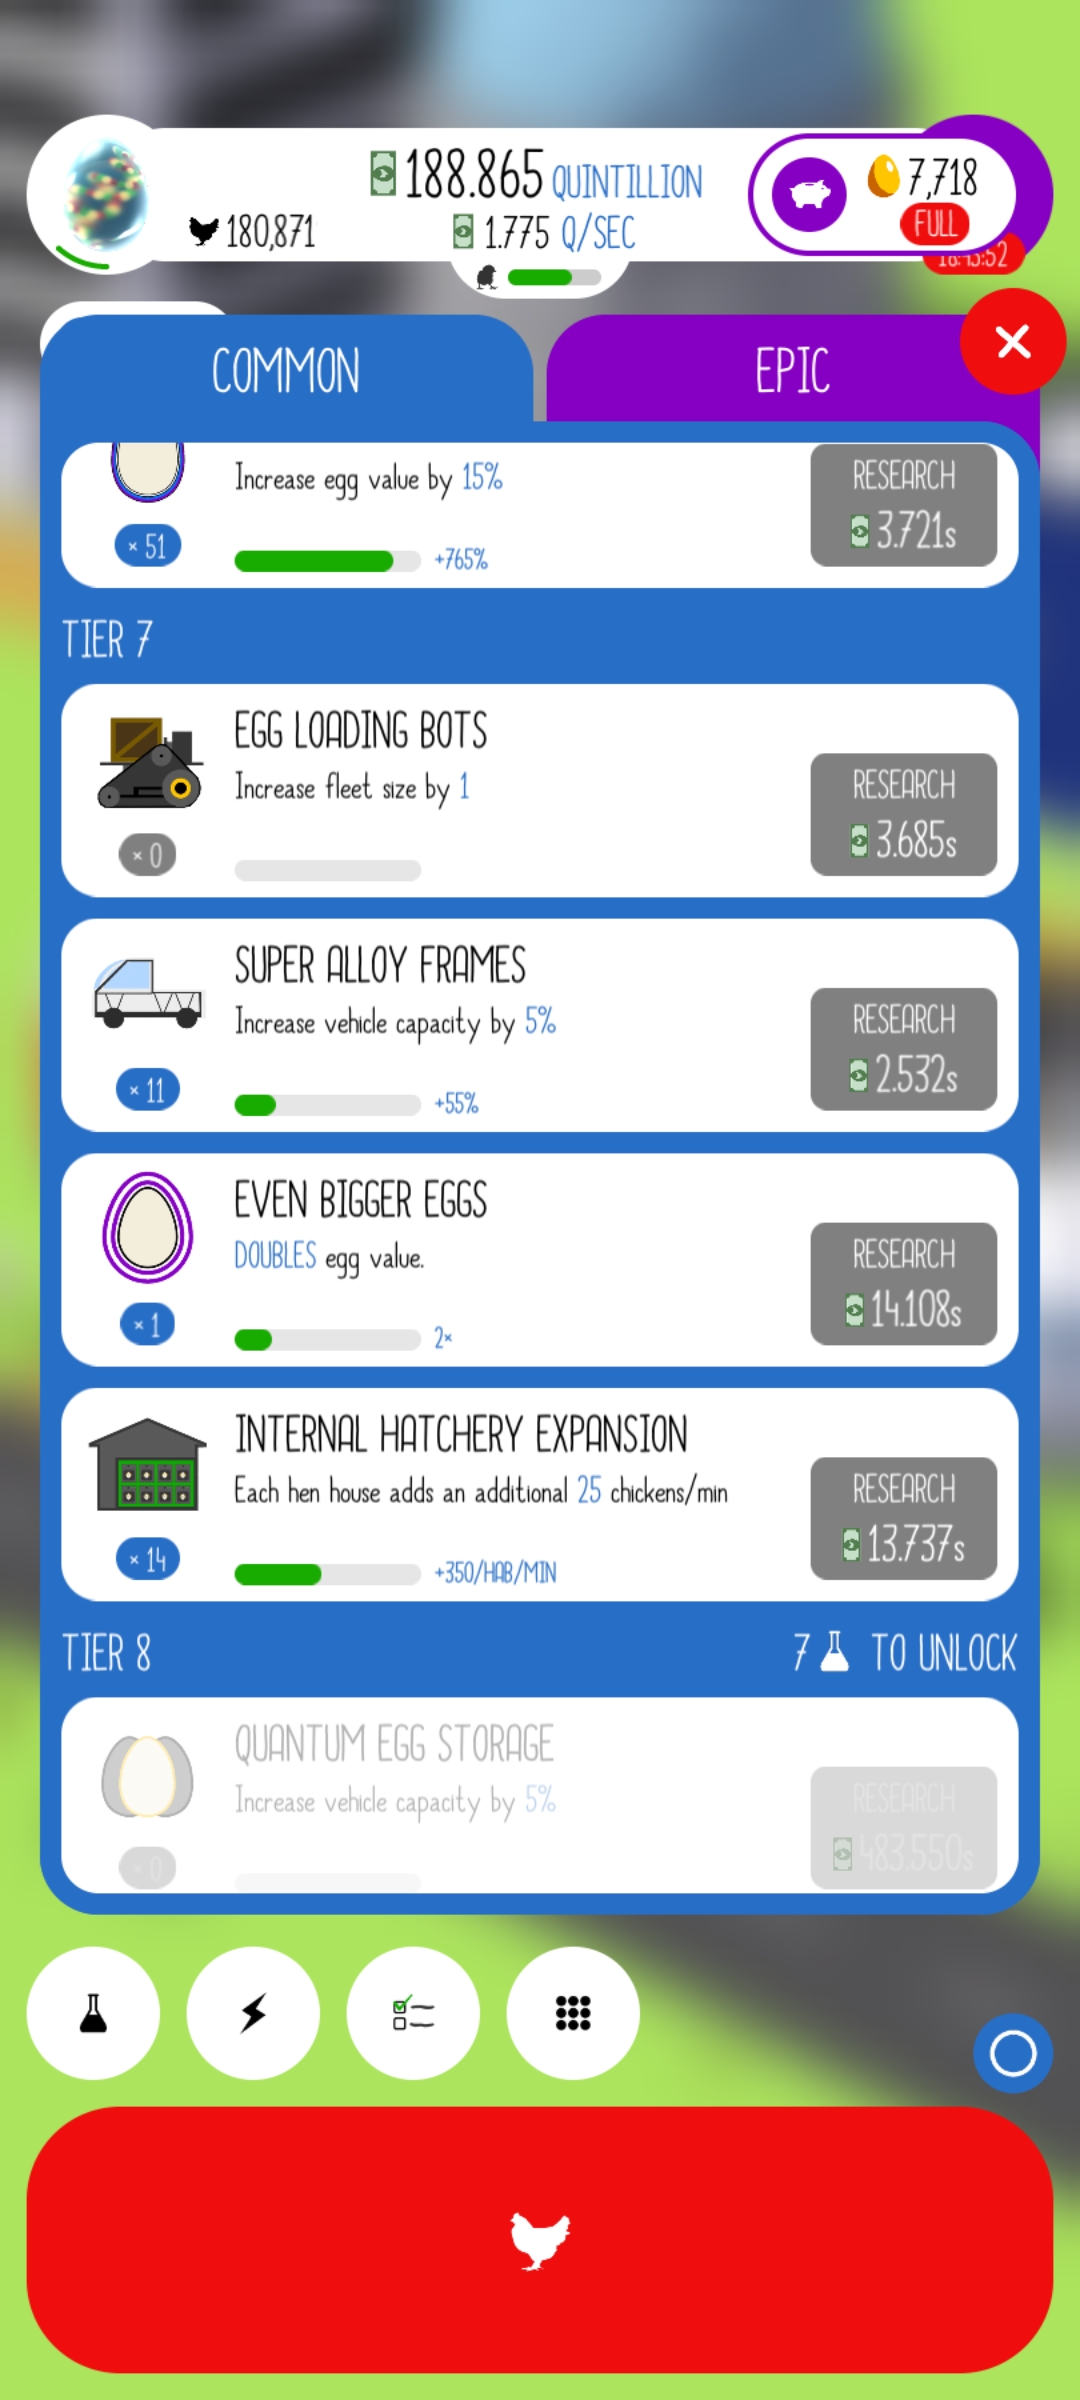 188.865 QUINTILLION
7,718
180,871
1.775 Q/SEC
FULL
18:43:52
COMMON
EPIC
Increase egg value by 15%
RESEARCH
3.721s
× 51
+765%
TIER 7
EGG LOADING BOTS
Increase fleet size by 1
RESEARCH
3.685s
× 0
SUPER ALLOY FRAMES
Increase vehicle capacity by 5%
RESEARCH
2.532s
× 11
+55%
EVEN BIGGER EGGS
DOUBLES egg value.
RESEARCH
14.108s
× 1
2×
INTERNAL HATCHERY EXPANSION
Each hen house adds an additional 25 chickens/min
RESEARCH
13.737s
× 14
+350/HAB/MIN
TIER 8
7 TO UNLOCK
QUANTUM EGG STORAGE
Increase vehicle capacity by 5%
RESEARCH
483.550s
× 0